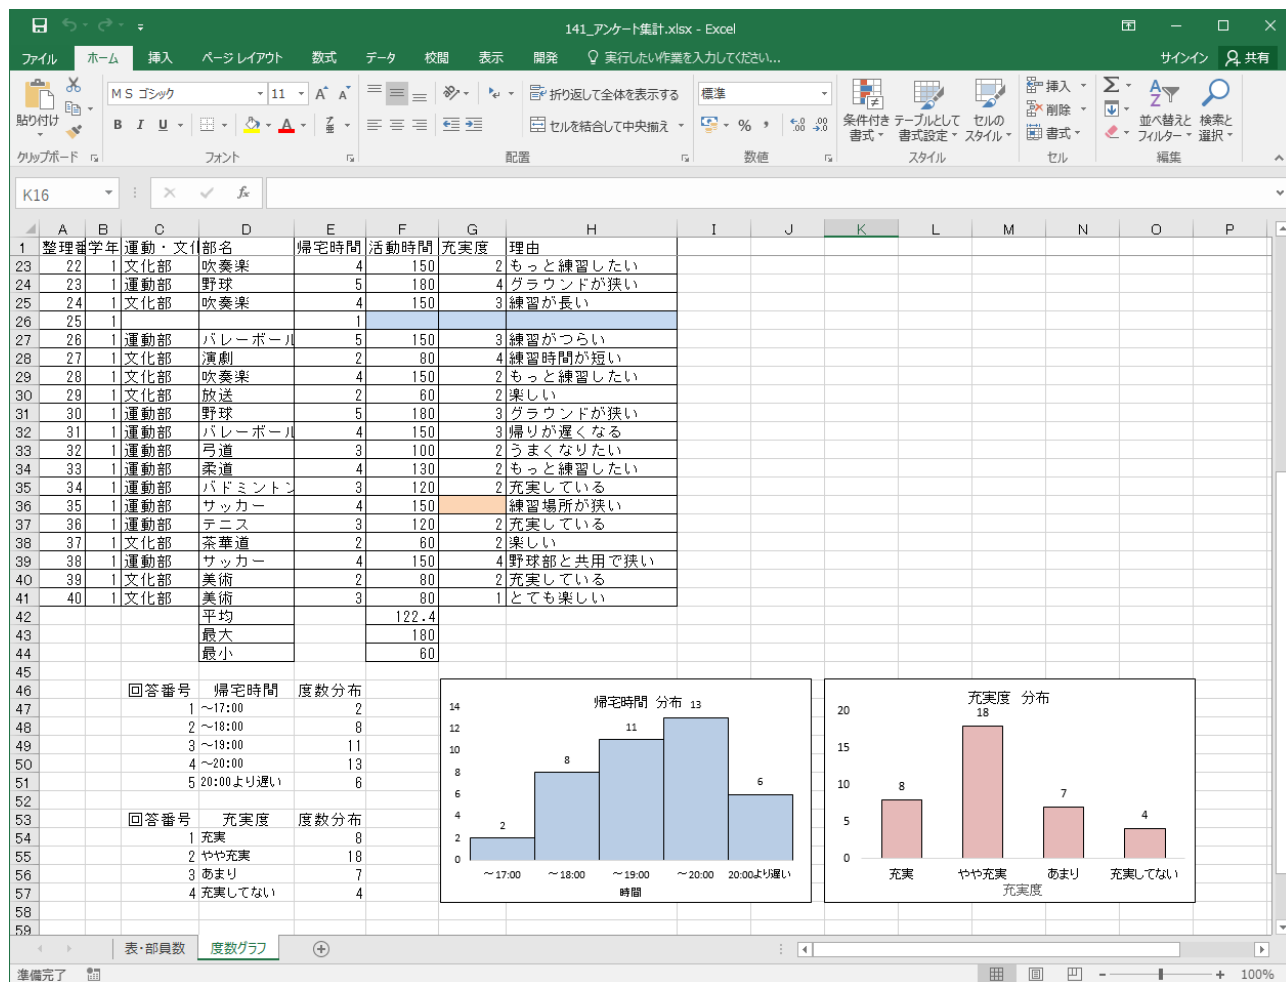 141_アンケート集計.xlsx - Excel
ファイル ホーム 挿入 ページ レイアウト 数式 データ 校閲 表示 開発 実行したい作業を入力してください... サインイン 共有
貼り付け MS ゴシック 11 A A 折り返して全体を表示する 標準 条件付き書式 テーブルとして書式設定 セルのスタイル 挿入 削除 書式 並べ替えとフィルター 検索と選択
B I U A セルを結合して中央揃え % ,
クリップボード フォント 配置 数値 スタイル セル 編集
K16 fx
A B C D E F G H I J K L M N O P
1 整理番 学年 運動・文化 部名 帰宅時間 活動時間 充実度 理由
23 22 1 文化部 吹奏楽 4 150 2 もっと練習したい
24 23 1 運動部 野球 5 180 4 グラウンドが狭い
25 24 1 文化部 吹奏楽 4 150 3 練習が長い
26 25 1 1
27 26 1 運動部 バレーボール 5 150 3 練習がつらい
28 27 1 文化部 演劇 2 80 4 練習時間が短い
29 28 1 文化部 吹奏楽 4 150 2 もっと練習したい
30 29 1 文化部 放送 2 60 2 楽しい
31 30 1 運動部 野球 5 180 3 グラウンドが狭い
32 31 1 運動部 バレーボール 4 150 3 帰りが遅くなる
33 32 1 運動部 弓道 3 100 2 うまくなりたい
34 33 1 運動部 柔道 4 130 2 もっと練習したい
35 34 1 運動部 バドミントン 3 120 2 充実している
36 35 1 運動部 サッカー 4 150 練習場所が狭い
37 36 1 運動部 テニス 3 120 2 充実している
38 37 1 文化部 茶華道 2 60 2 楽しい
39 38 1 運動部 サッカー 4 150 4 野球部と共用で狭い
40 39 1 文化部 美術 2 80 2 充実している
41 40 1 文化部 美術 3 80 1 とても楽しい
42 平均 122.4
43 最大 180
44 最小 60
45
46 回答番号 帰宅時間 度数分布
47 1 ～17:00 2
48 2 ～18:00 8
49 3 ～19:00 11
50 4 ～20:00 13
51 5 20:00より遅い 6
52
53 回答番号 充実度 度数分布
54 1 充実 8
55 2 やや充実 18
56 3 あまり 7
57 4 充実してない 4
58
59
帰宅時間 分布
14
12
10
8
6
4
2
0
2 8 11 13 6
～17:00 ～18:00 ～19:00 ～20:00 20:00より遅い
時間
充実度 分布
20
15
10
5
0
8 18 7 4
充実 やや充実 あまり 充実してない
充実度
表・部員数 度数グラフ
準備完了 100%